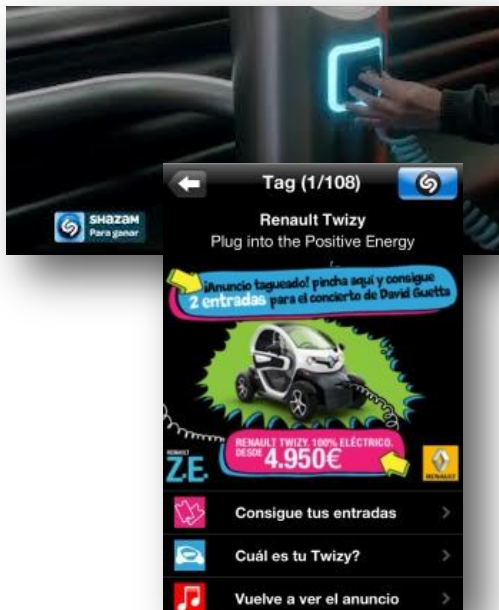 SHAZAM
Para ganar
Tag (1/108)
Renault Twizy
Plug into the Positive Energy
¡Anuncio tagueado! pincha aquí y consigue
2 entradas para el concierto de David Guetta
RENAULT TWIZY. 100% ELÉCTRICO.
DESDE 4.950€
RENAULT
Z.E.
RENAULT
Consigue tus entradas
Cuál es tu Twizy?
Vuelve a ver el anuncio